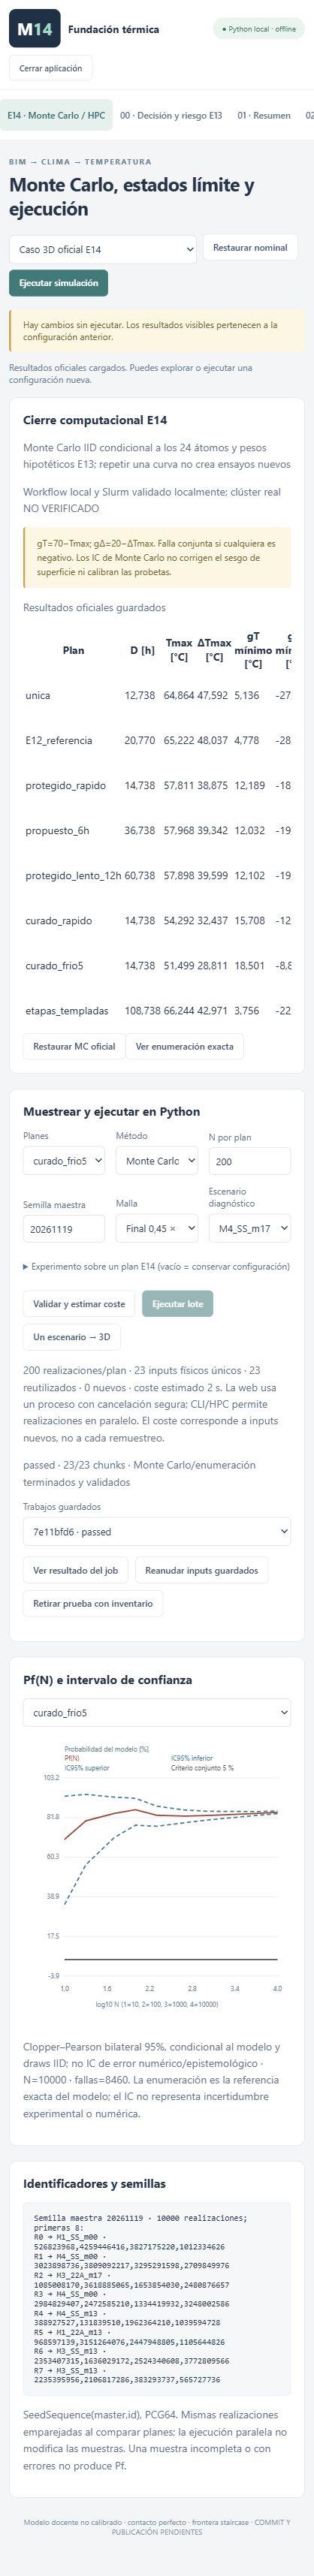 M14 Fundación térmica ● Python local · offline
Cerrar aplicación
E14 · Monte Carlo / HPC 00 · Decisión y riesgo E13 01 · Resumen 02
BIM → CLIMA → TEMPERATURA
Monte Carlo, estados límite y
ejecución
Caso 3D oficial E14 Restaurar nominal
Ejecutar simulación
Hay cambios sin ejecutar. Los resultados visibles pertenecen a la
configuración anterior.
Resultados oficiales cargados. Puedes explorar o ejecutar una
configuración nueva.
Cierre computacional E14
Monte Carlo IID condicional a los 24 átomos y pesos
hipotéticos E13; repetir una curva no crea ensayos nuevos
Workflow local y Slurm validado localmente; clúster real
NO VERIFICADO
gT=70−Tmax; gΔ=20−ΔTmax. Falla conjunta si cualquiera es
negativo. Los IC de Monte Carlo no corrigen el sesgo de
superficie ni calibran las probetas.
Resultados oficiales guardados
Plan D [h] Tmax [°C] ΔTmax [°C] gT mínimo [°C]
unica 12,738 64,864 47,592 5,136 -27
E12_referencia 20,770 65,222 48,037 4,778 -28
protegido_rapido 14,738 57,811 38,875 12,189 -18
propuesto_6h 36,738 57,968 39,342 12,032 -19
protegido_lento_12h 60,738 57,898 39,599 12,102 -19
curado_rapido 14,738 54,292 32,437 15,708 -12
curado_frio5 14,738 51,499 28,811 18,501 -8,8
etapas_templadas 108,738 66,244 42,971 3,756 -22
Restaurar MC oficial Ver enumeración exacta
Muestrear y ejecutar en Python
Planes Método N por plan
curado_frio5 Monte Carlo 200
Semilla maestra Malla Escenario diagnóstico
20261119 Final 0,45 × M4_SS_m17
▶ Experimento sobre un plan E14 (vacío = conservar configuración)
Validar y estimar coste Ejecutar lote
Un escenario → 3D
200 realizaciones/plan · 23 inputs físicos únicos · 23
reutilizados · 0 nuevos · coste estimado 2 s. La web usa
un proceso con cancelación segura; CLI/HPC permite
realizaciones en paralelo. El coste corresponde a inputs
nuevos, no a cada remuestreo.
passed · 23/23 chunks · Monte Carlo/enumeración
terminados y validados
Trabajos guardados
7e11bfd6 · passed
Ver resultado del job Reanudar inputs guardados
Retirar prueba con inventario
Pf(N) e intervalo de confianza
curado_frio5
Probabilidad del modelo [%]
Pf(N) IC95% inferior
IC95% superior Criterio conjunto 5 %
103.2
81.8
60.3
38.9
17.5
-3.9
1.0 1.6 2.2 2.8 3.4 4.0
log10 N (1=10, 2=100, 3=1000, 4=10000)
Clopper–Pearson bilateral 95%, condicional al modelo y
draws IID; no IC de error numérico/epistemológico ·
N=10000 · fallas=8460. La enumeración es la referencia
exacta del modelo; el IC no representa incertidumbre
experimental o numérica.
Identificadores y semillas
Semilla maestra 20261119 · 10000 realizaciones;
primeras 8:
R0 → M1_SS_m00 ·
526823968,4259446416,3827175220,1012334626
R1 → M4_SS_m00 ·
3023898736,3809092217,3295291598,2709849976
R2 → M3_22A_m17 ·
1085008170,3618885065,1653854030,2480876657
R3 → M4_SS_m00 ·
2984829407,2472585210,1334419932,3248002586
R4 → M4_SS_m13 ·
388927527,131839510,1962364210,1039594728
R5 → M1_22A_m13 ·
968597139,3151264076,2447948805,1105644826
R6 → M3_SS_m13 ·
2353407315,1636029172,2524340608,3772809566
R7 → M3_SS_m13 ·
2235395956,2106817286,383293737,565727736
SeedSequence(master,id), PCG64. Mismas realizaciones
emparejadas al comparar planes; la ejecución paralela no
modifica las muestras. Una muestra incompleta o con
errores no produce Pf.
Modelo docente no calibrado · contacto perfecto · frontera staircase · COMMIT Y
PUBLICACIÓN PENDIENTES